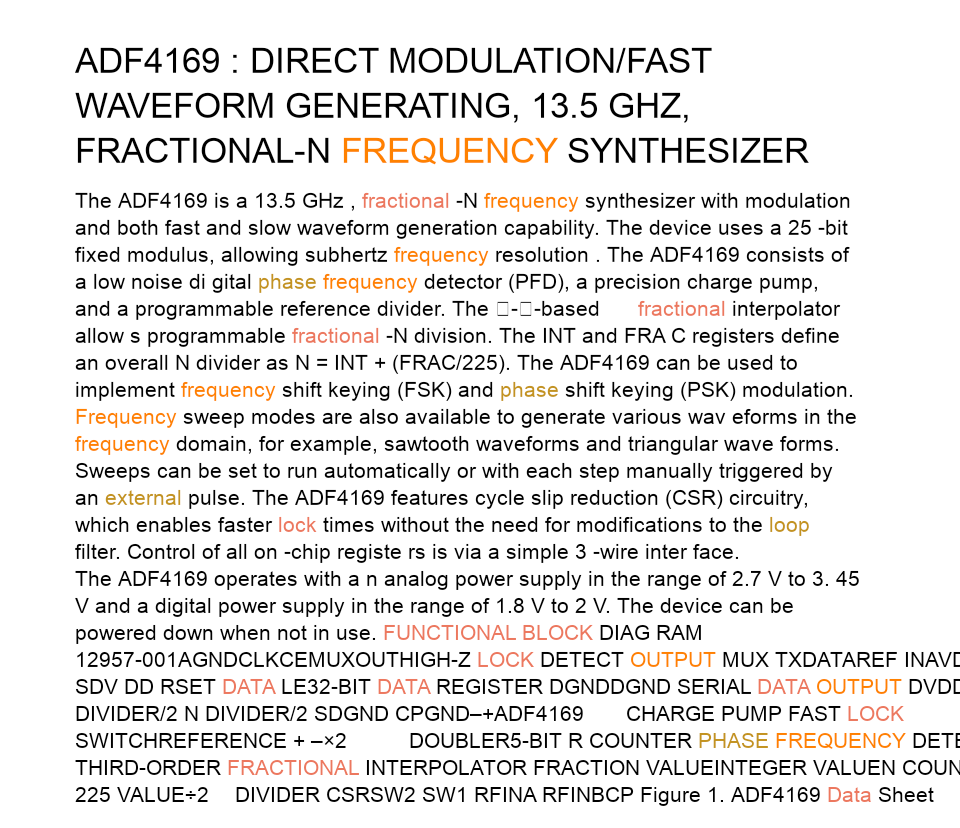 ADF4169 : DIRECT MODULATION/FAST
WAVEFORM GENERATING, 13.5 GHZ,
FRACTIONAL-N FREQUENCY SYNTHESIZER
The ADF4169 is a 13.5 GHz , fractional -N frequency synthesizer with modulation
and both fast and slow waveform generation capability. The device uses a 25 -bit
fixed modulus, allowing subhertz frequency resolution . The ADF4169 consists of
a low noise di gital phase frequency detector (PFD), a precision charge pump,
and a programmable reference divider. The □-□-based fractional interpolator
allow s programmable fractional -N division. The INT and FRA C registers define
an overall N divider as N = INT + (FRAC/225). The ADF4169 can be used to
implement frequency shift keying (FSK) and phase shift keying (PSK) modulation.
Frequency sweep modes are also available to generate various wav eforms in the
frequency domain, for example, sawtooth waveforms and triangular wave forms.
Sweeps can be set to run automatically or with each step manually triggered by
an external pulse. The ADF4169 features cycle slip reduction (CSR) circuitry,
which enables faster lock times without the need for modifications to the loop
filter. Control of all on -chip registe rs is via a simple 3 -wire inter face.
The ADF4169 operates with a n analog power supply in the range of 2.7 V to 3. 45
V and a digital power supply in the range of 1.8 V to 2 V. The device can be
powered down when not in use. FUNCTIONAL BLOCK DIAG RAM
12957-001AGNDCLKCEMUXOUTHIGH-Z LOCK DETECT OUTPUT MUX TXDATAREF INAVD
SDV DD RSET DATA LE32-BIT DATA REGISTER DGNDDGND SERIAL DATA OUTPUT DVDD
DIVIDER/2 N DIVIDER/2 SDGND CPGND–+ADF4169 CHARGE PUMP FAST LOCK
SWITCHREFERENCE + –×2 DOUBLER5-BIT R COUNTER PHASE FREQUENCY DETE
THIRD-ORDER FRACTIONAL INTERPOLATOR FRACTION VALUEINTEGER VALUEN COUN
225 VALUE÷2 DIVIDER CSRSW2 SW1 RFINA RFINBCP Figure 1. ADF4169 Data Sheet